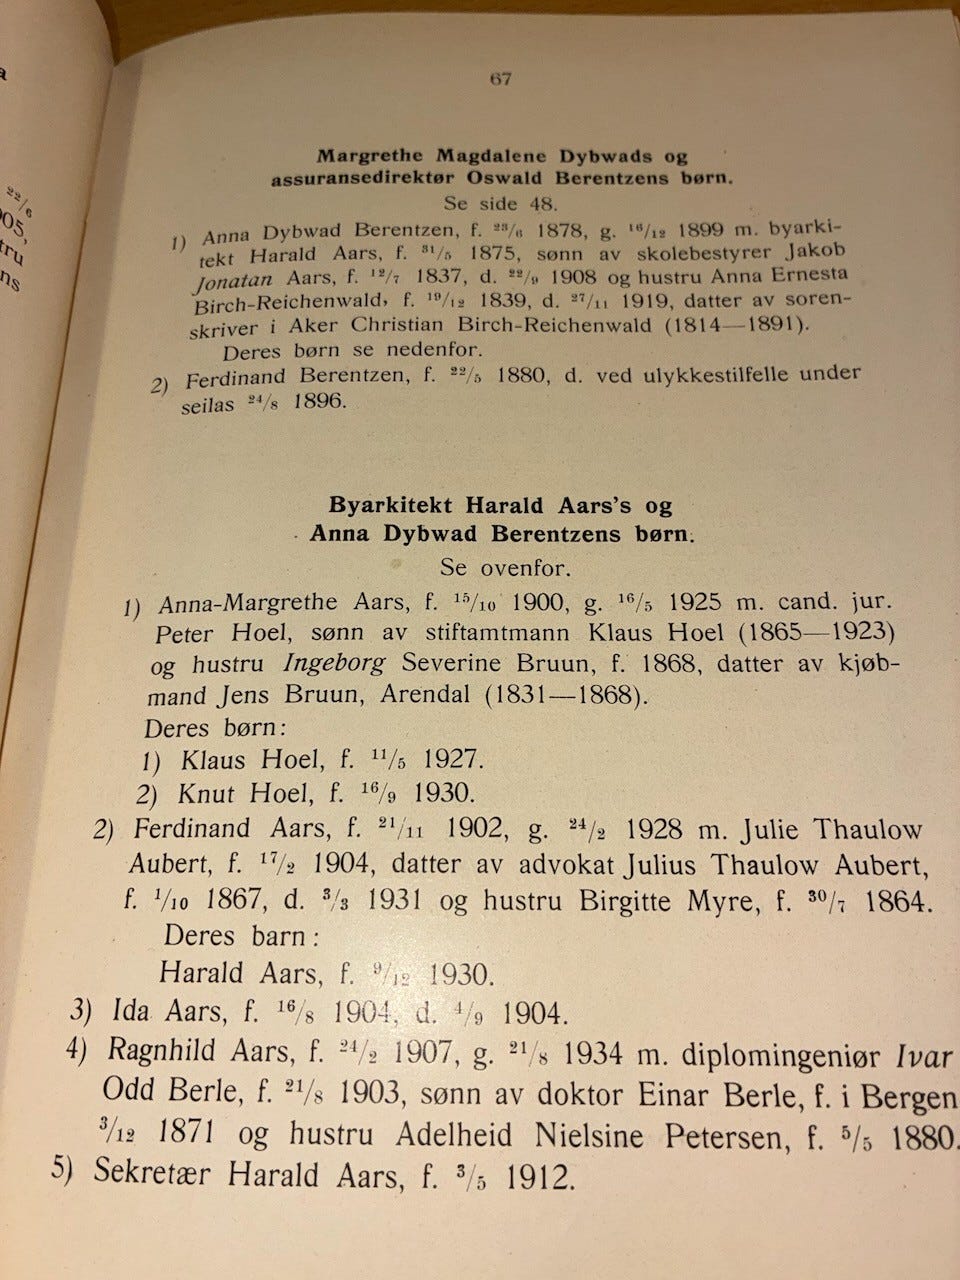 67
Margrethe Magdalene Dybwads og
assuransedirektør Oswald Berentzens børn.
Se side 48.
1) Anna Dybwad Berentzen, f. ²³/₆ 1878, g. ¹⁶/₁₂ 1899 m. byarki-
tekt Harald Aars, f. ³¹/₅ 1875, sønn av skolebestyrer Jakob
Jonatan Aars, f. ¹²/₇ 1837, d. ²²/₉ 1908 og hustru Anna Ernesta
Birch-Reichenwald, f. ¹⁹/₁₂ 1839, d. ²⁷/₁₁ 1919, datter av soren-
skriver i Aker Christian Birch-Reichenwald (1814—1891).
Deres børn se nedenfor.
2) Ferdinand Berentzen, f. ²²/₅ 1880, d. ved ulykkestilfelle under
seilas ²⁴/₈ 1896.
Byarkitekt Harald Aars's og
Anna Dybwad Berentzens børn.
Se ovenfor.
1) Anna-Margrethe Aars, f. ¹⁵/₁₀ 1900, g. ¹⁶/₅ 1925 m. cand. jur.
Peter Hoel, sønn av stiftamtmann Klaus Hoel (1865—1923)
og hustru Ingeborg Severine Bruun, f. 1868, datter av kjøb-
mand Jens Bruun, Arendal (1831—1868).
Deres børn:
1) Klaus Hoel, f. ¹¹/₅ 1927.
2) Knut Hoel, f. ¹⁶/₉ 1930.
2) Ferdinand Aars, f. ²¹/₁₁ 1902, g. ²⁴/₂ 1928 m. Julie Thaulow
Aubert, f. ¹⁷/₂ 1904, datter av advokat Julius Thaulow Aubert,
f. ¹/₁₀ 1867, d. ³/₃ 1931 og hustru Birgitte Myre, f. ³⁰/₇ 1864.
Deres barn:
Harald Aars, f. ⁹/₁₂ 1930.
3) Ida Aars, f. ¹⁶/₈ 1904, d. ⁴/₉ 1904.
4) Ragnhild Aars, f. ²⁴/₂ 1907, g. ²¹/₈ 1934 m. diplomingeniør Ivar
Odd Berle, f. ²¹/₈ 1903, sønn av doktor Einar Berle, f. i Bergen
³/₁₂ 1871 og hustru Adelheid Nielsine Petersen, f. ⁵/₅ 1880.
5) Sekretær Harald Aars, f. ³/₅ 1912.